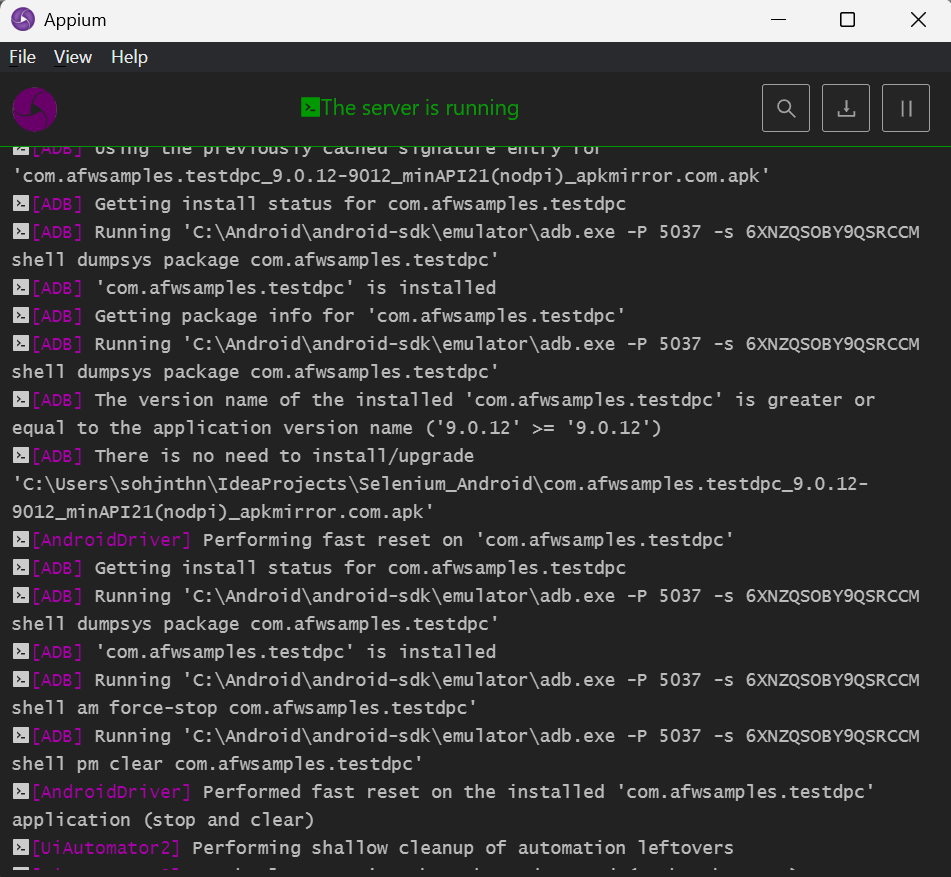 Appium
File View Help
The server is running
[ADB] Using the previously cached signature entry for
'com.afwsamples.testdpc_9.0.12-9012_minAPI21(nodpi)_apkmirror.com.apk'
[ADB] Getting install status for com.afwsamples.testdpc
[ADB] Running 'C:\Android\android-sdk\emulator\adb.exe -P 5037 -s 6XNZQSOBY9QSRCCM
shell dumpsys package com.afwsamples.testdpc'
[ADB] 'com.afwsamples.testdpc' is installed
[ADB] Getting package info for 'com.afwsamples.testdpc'
[ADB] Running 'C:\Android\android-sdk\emulator\adb.exe -P 5037 -s 6XNZQSOBY9QSRCCM
shell dumpsys package com.afwsamples.testdpc'
[ADB] The version name of the installed 'com.afwsamples.testdpc' is greater or
equal to the application version name ('9.0.12' >= '9.0.12')
[ADB] There is no need to install/upgrade
'C:\Users\sohjnthn\IdeaProjects\Selenium_Android\com.afwsamples.testdpc_9.0.12-
9012_minAPI21(nodpi)_apkmirror.com.apk'
[AndroidDriver] Performing fast reset on 'com.afwsamples.testdpc'
[ADB] Getting install status for com.afwsamples.testdpc
[ADB] Running 'C:\Android\android-sdk\emulator\adb.exe -P 5037 -s 6XNZQSOBY9QSRCCM
shell dumpsys package com.afwsamples.testdpc'
[ADB] 'com.afwsamples.testdpc' is installed
[ADB] Running 'C:\Android\android-sdk\emulator\adb.exe -P 5037 -s 6XNZQSOBY9QSRCCM
shell am force-stop com.afwsamples.testdpc'
[ADB] Running 'C:\Android\android-sdk\emulator\adb.exe -P 5037 -s 6XNZQSOBY9QSRCCM
shell pm clear com.afwsamples.testdpc'
[AndroidDriver] Performed fast reset on the installed 'com.afwsamples.testdpc'
application (stop and clear)
[UiAutomator2] Performing shallow cleanup of automation leftovers